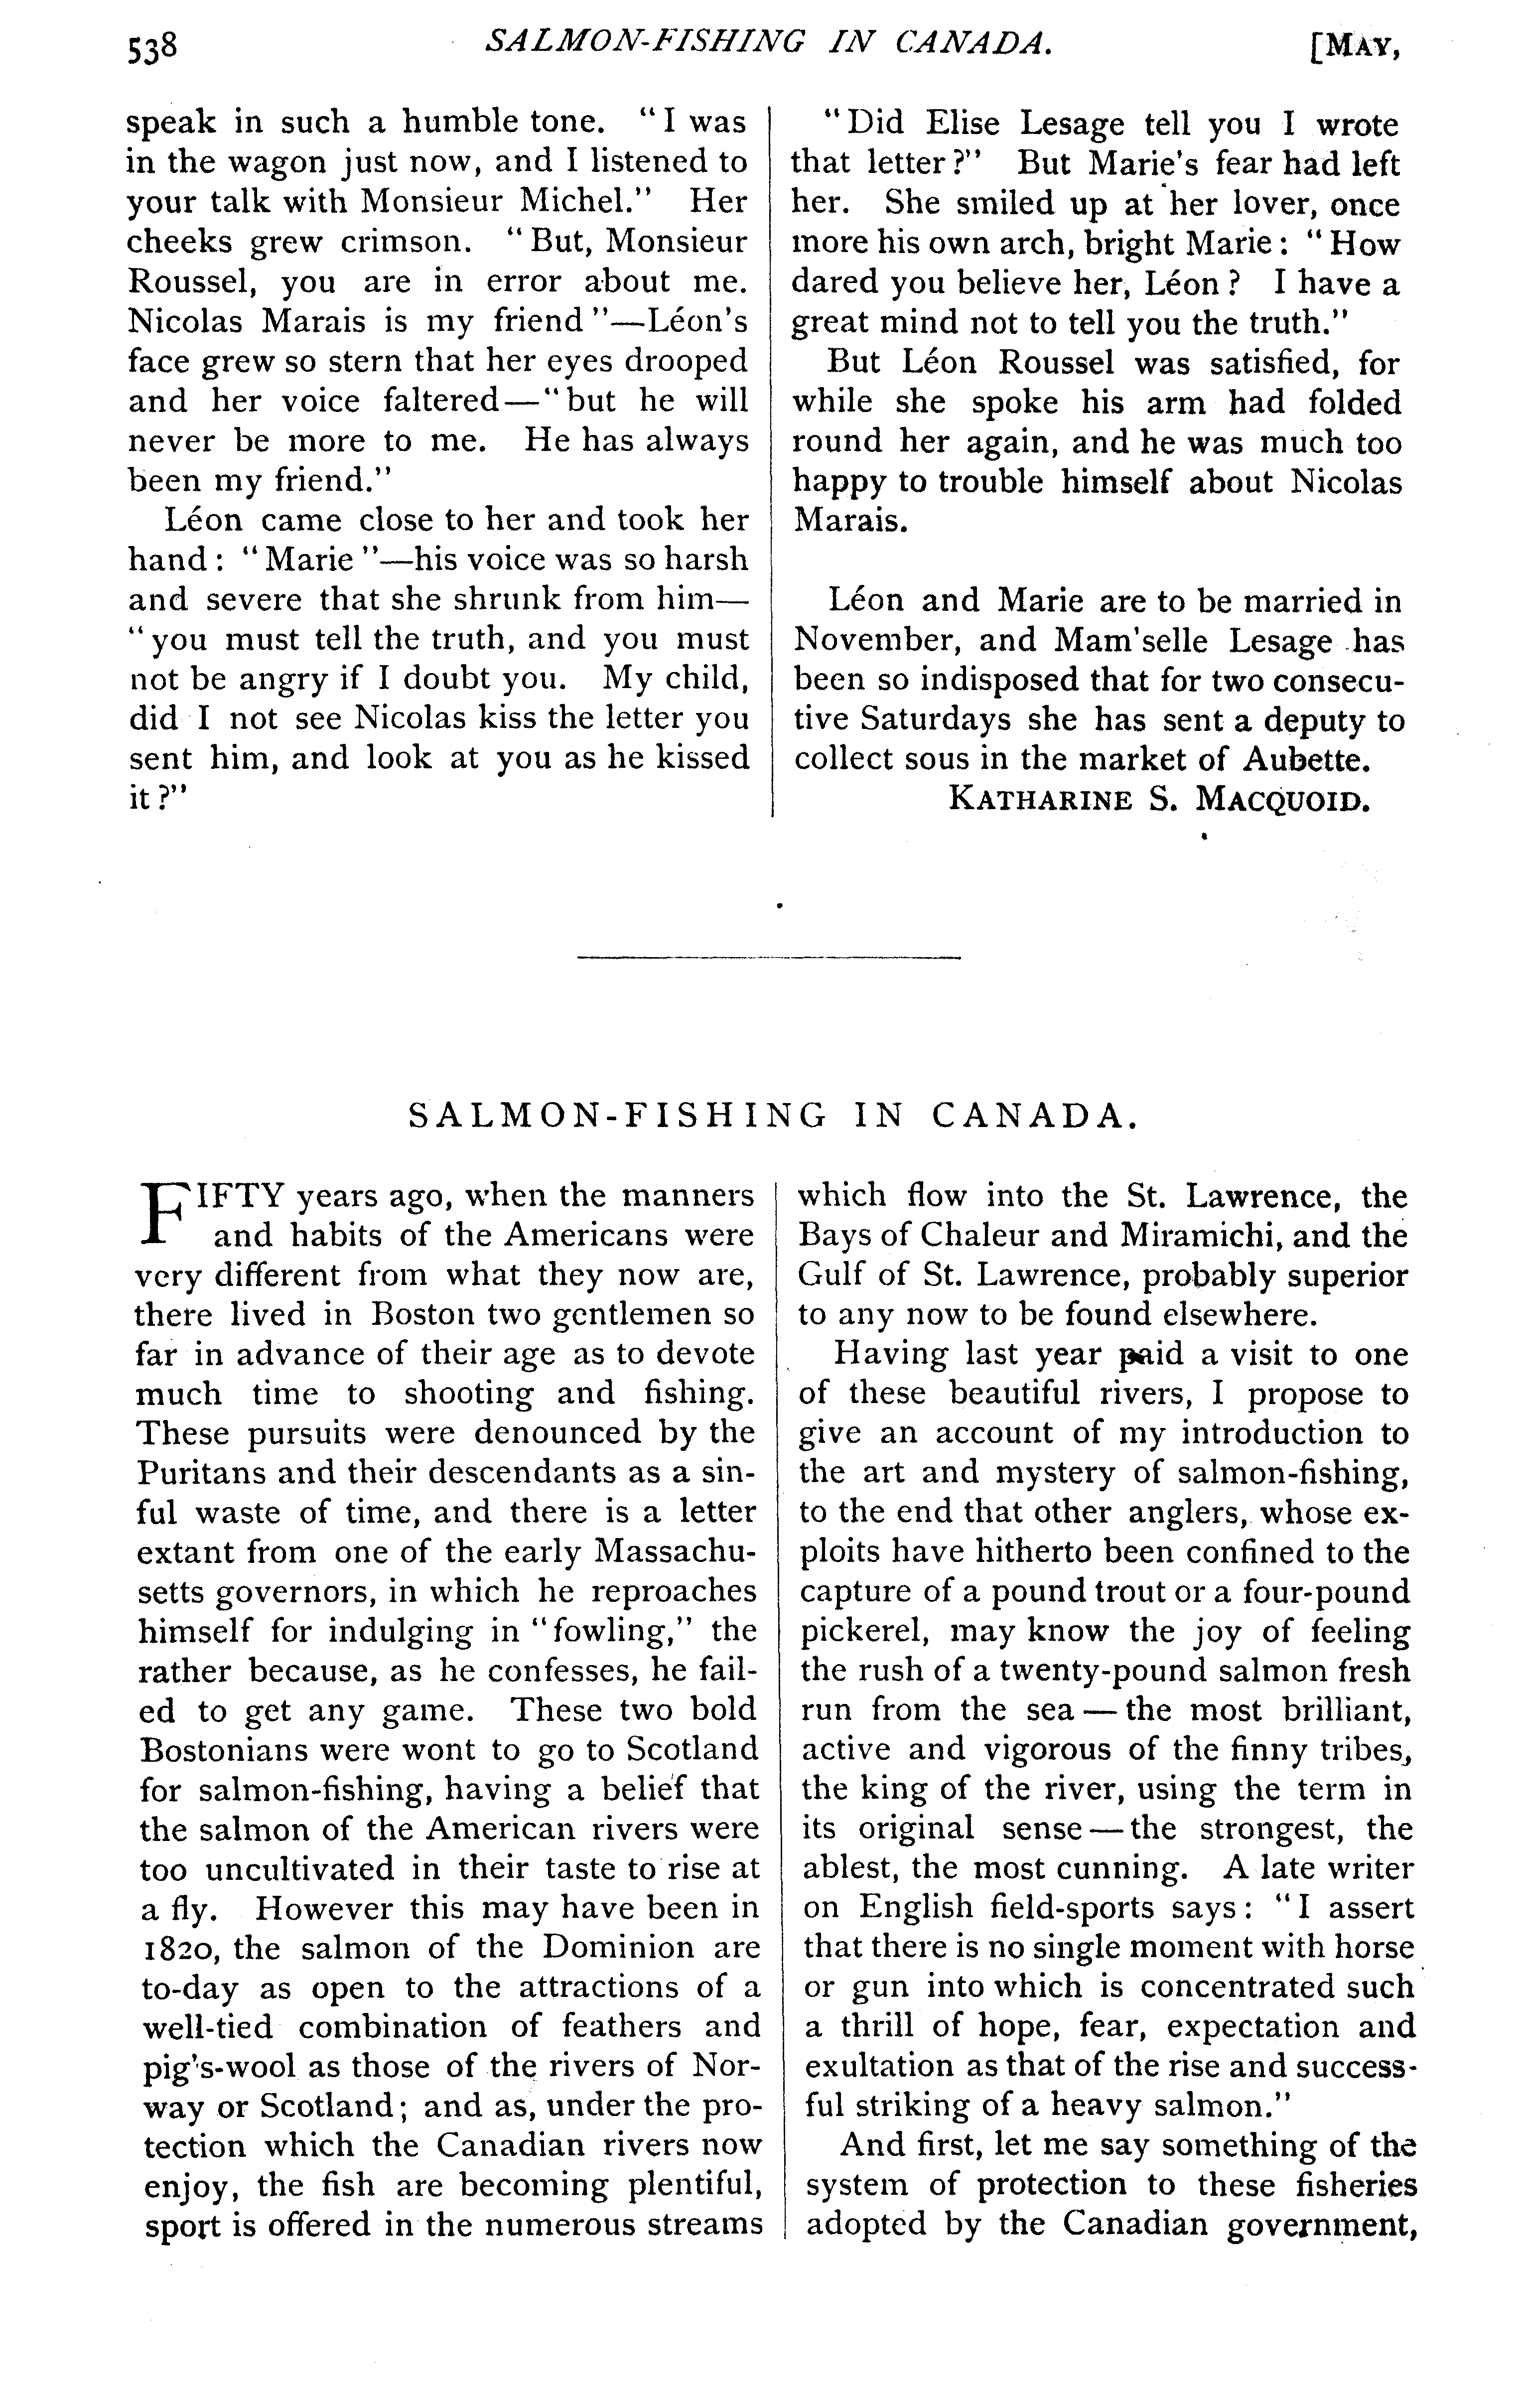 538 SALMON-FISHING IN CANADA. [MAY,
speak in such a humble tone. "I was
in the wagon just now, and I listened to
your talk with Monsieur Michel." Her
cheeks grew crimson. "But, Monsieur
Roussel, you are in error about me.
Nicolas Marais is my friend"—Léon's
face grew so stern that her eyes drooped
and her voice faltered—"but he will
never be more to me. He has always
been my friend."
Léon came close to her and took her
hand: "Marie"—his voice was so harsh
and severe that she shrunk from him—
"you must tell the truth, and you must
not be angry if I doubt you. My child,
did I not see Nicolas kiss the letter you
sent him, and look at you as he kissed
it?"
"Did Elise Lesage tell you I wrote
that letter?" But Marie's fear had left
her. She smiled up at her lover, once
more his own arch, bright Marie: "How
dared you believe her, Léon? I have a
great mind not to tell you the truth."
But Léon Roussel was satisfied, for
while she spoke his arm had folded
round her again, and he was much too
happy to trouble himself about Nicolas
Marais.
Léon and Marie are to be married in
November, and Mam'selle Lesage has
been so indisposed that for two consecu-
tive Saturdays she has sent a deputy to
collect sous in the market of Aubette.
KATHARINE S. MACQUOID.
SALMON-FISHING IN CANADA.
FIFTY years ago, when the manners
and habits of the Americans were
very different from what they now are,
there lived in Boston two gentlemen so
far in advance of their age as to devote
much time to shooting and fishing.
These pursuits were denounced by the
Puritans and their descendants as a sin-
ful waste of time, and there is a letter
extant from one of the early Massachu-
setts governors, in which he reproaches
himself for indulging in "fowling," the
rather because, as he confesses, he fail-
ed to get any game. These two bold
Bostonians were wont to go to Scotland
for salmon-fishing, having a belief that
the salmon of the American rivers were
too uncultivated in their taste to rise at
a fly. However this may have been in
1820, the salmon of the Dominion are
to-day as open to the attractions of a
well-tied combination of feathers and
pig's-wool as those of the rivers of Nor-
way or Scotland; and as, under the pro-
tection which the Canadian rivers now
enjoy, the fish are becoming plentiful,
sport is offered in the numerous streams
which flow into the St. Lawrence, the
Bays of Chaleur and Miramichi, and the
Gulf of St. Lawrence, probably superior
to any now to be found elsewhere.
Having last year paid a visit to one
of these beautiful rivers, I propose to
give an account of my introduction to
the art and mystery of salmon-fishing,
to the end that other anglers, whose ex-
ploits have hitherto been confined to the
capture of a pound trout or a four-pound
pickerel, may know the joy of feeling
the rush of a twenty-pound salmon fresh
run from the sea—the most brilliant,
active and vigorous of the finny tribes,
the king of the river, using the term in
its original sense—the strongest, the
ablest, the most cunning. A late writer
on English field-sports says: "I assert
that there is no single moment with horse
or gun into which is concentrated such
a thrill of hope, fear, expectation and
exultation as that of the rise and success-
ful striking of a heavy salmon."
And first, let me say something of the
system of protection to these fisheries
adopted by the Canadian government,